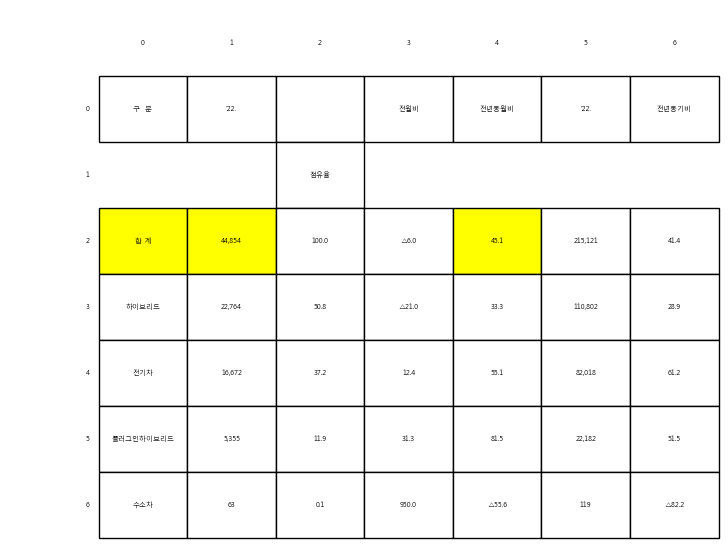 0 1 2 3 4 5 6
0 구 분 '22. 전월비 전년동월비 '22. 전년동기비
1 점유율
2 합 계 44,854 100.0 △6.0 45.1 215,121 41.4
3 하이브리드 22,764 50.8 △21.0 33.3 110,802 28.9
4 전기차 16,672 37.2 12.4 55.1 82,018 61.2
5 플러그인하이브리드 5,355 11.9 31.3 81.5 22,182 51.5
6 수소차 63 0.1 950.0 △55.6 119 △82.2